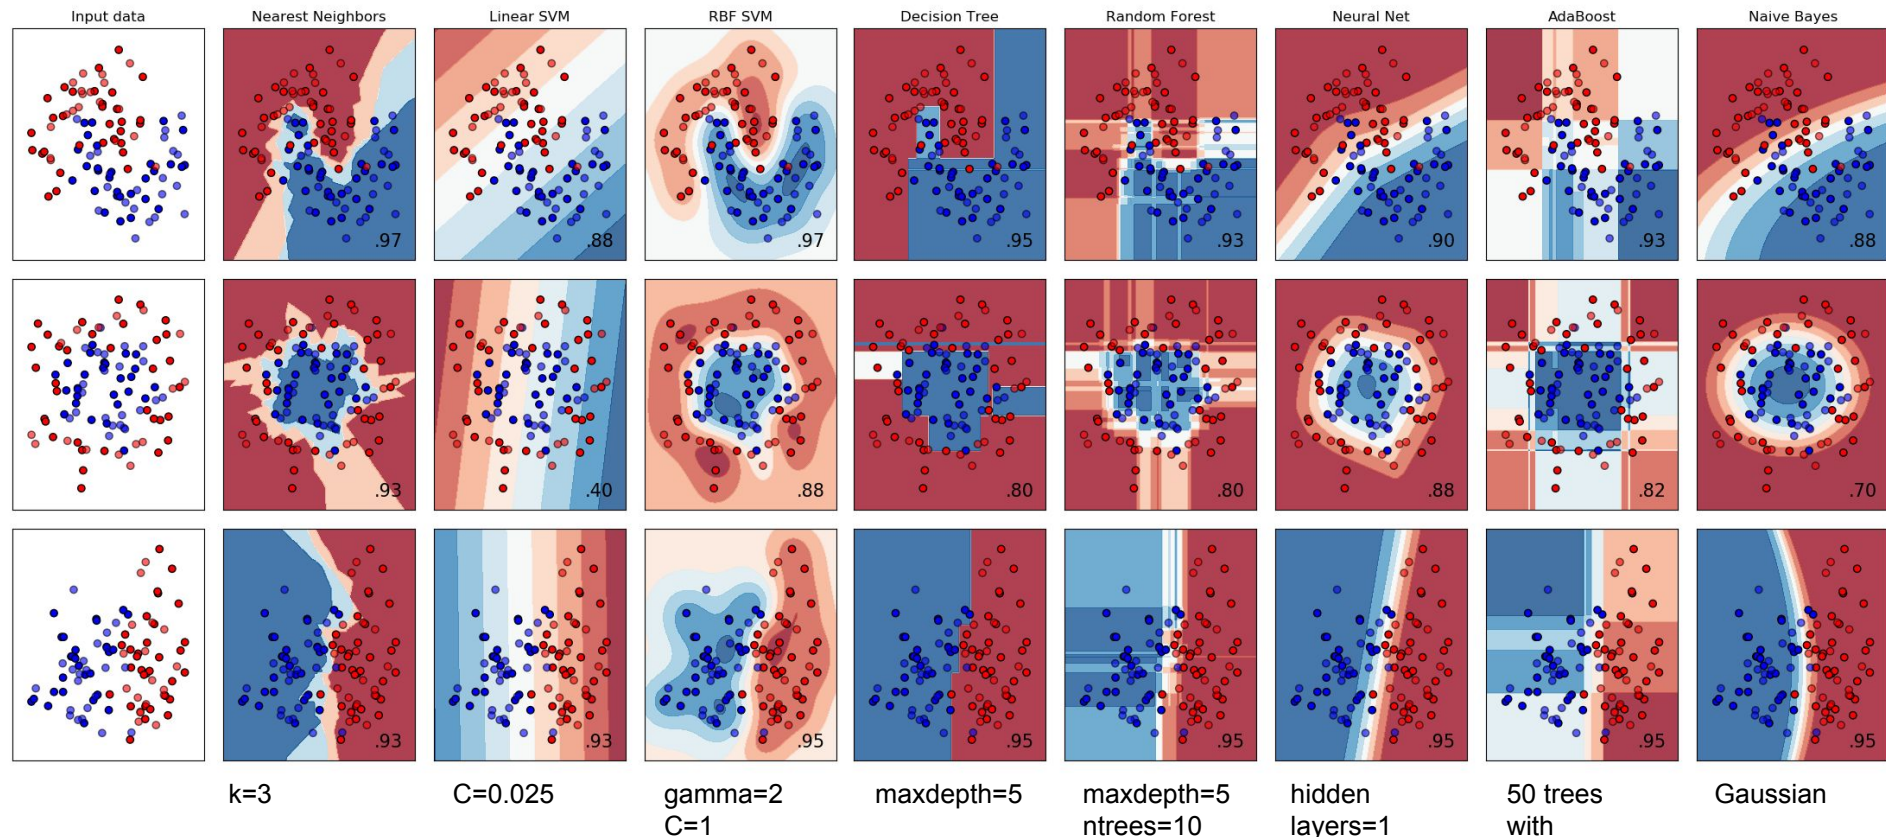 Input data
Nearest Neighbors
Linear SVM
RBF SVM
Decision Tree
Random Forest
Neural Net
AdaBoost
Naive Bayes
.97
.88
.97
.95
.93
.90
.93
.88
.93
.40
.88
.80
.80
.88
.82
.70
.93
.93
.95
.95
.95
.95
.95
.95
k=3
C=0.025
gamma=2
C=1
maxdepth=5
maxdepth=5
ntrees=10
hidden
layers=1
50 trees
with
Gaussian